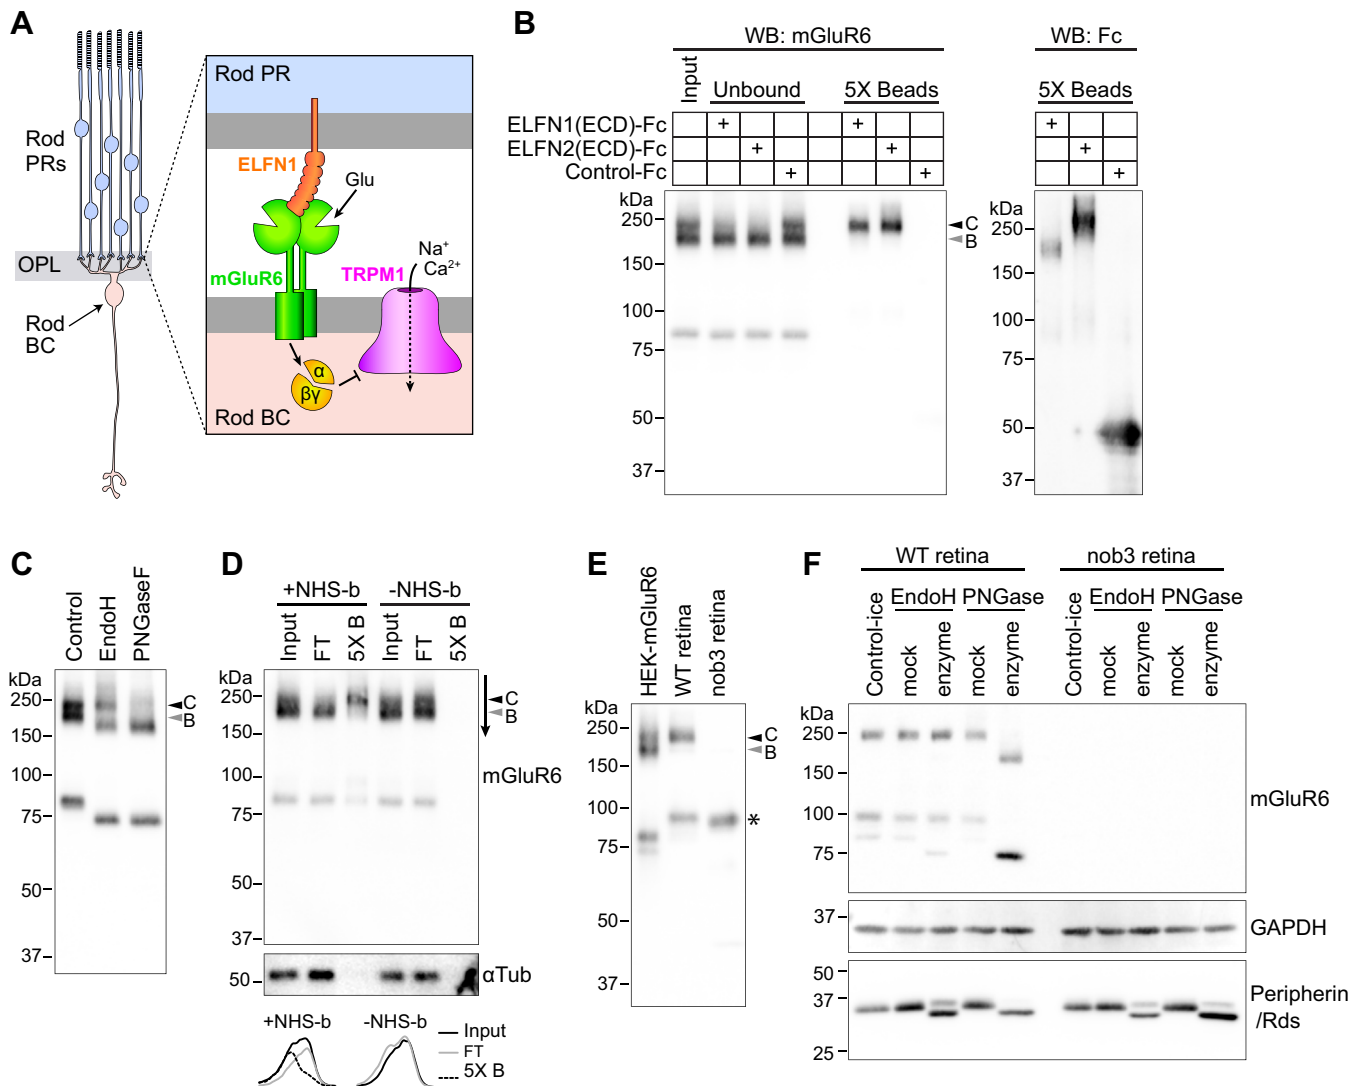 A
Rod PRs
OPL
Rod BC
Rod PR
ELFN1
Glu
mGluR6
TRPM1
Na⁺
Ca²⁺
α
βγ
Rod BC
B
WB: mGluR6
WB: Fc
Input
Unbound
5X Beads
5X Beads
ELFN1(ECD)-Fc + + +
ELFN2(ECD)-Fc + + +
Control-Fc + + +
kDa
250
150
100
75
50
37
C
B
kDa
250
150
100
75
50
37
C
Control
EndoH
PNGaseF
kDa
250
150
100
75
50
37
C
B
D
+NHS-b -NHS-b
Input FT 5X B Input FT 5X B
kDa
250
150
100
75
50
37
C
B
mGluR6
50
αTub
+NHS-b -NHS-b
Input
FT
5X B
E
HEK-mGluR6
WT retina
nob3 retina
kDa
250
150
100
75
50
37
C
B
*
F
WT retina nob3 retina
EndoH PNGase EndoH PNGase
Control-ice mock enzyme mock enzyme Control-ice mock enzyme mock enzyme
kDa
250
150
100
75
mGluR6
37
GAPDH
50
37
25
Peripherin
/Rds